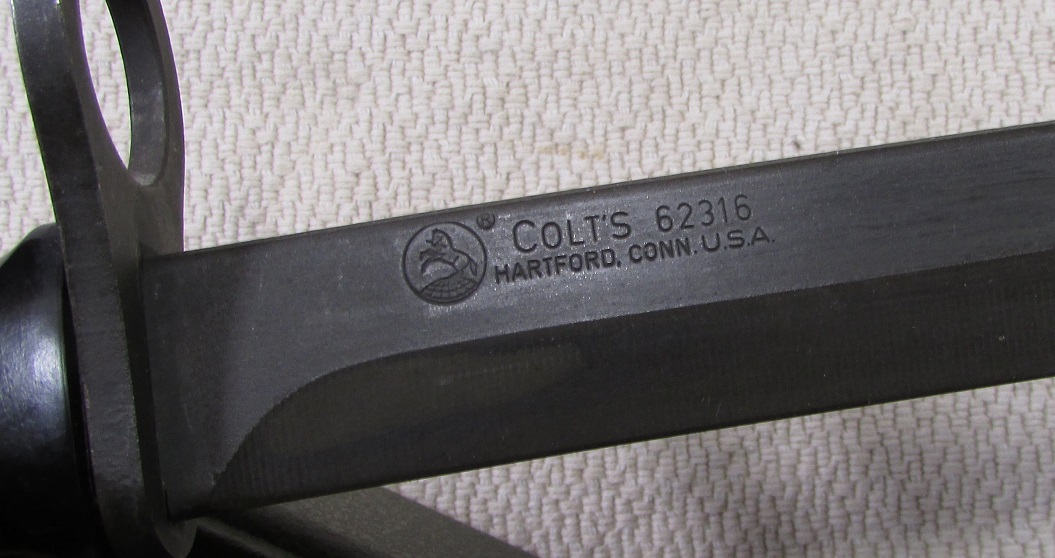 COLT'S 62316 ®
HARTFORD, CONN. U.S.A.